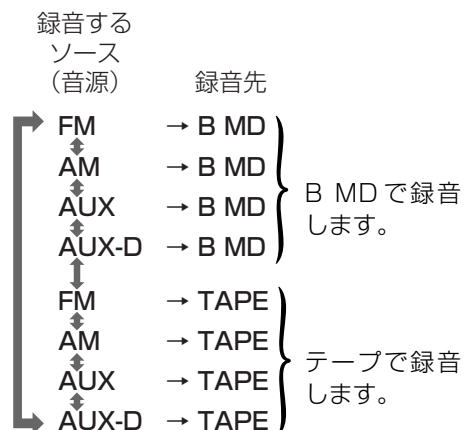 録音する
ソース
（音源） 録音先
FM → B MD
AM → B MD
AUX → B MD
AUX-D → B MD
B MDで録音
します。
FM → TAPE
AM → TAPE
AUX → TAPE
AUX-D → TAPE
テープで録音
します。